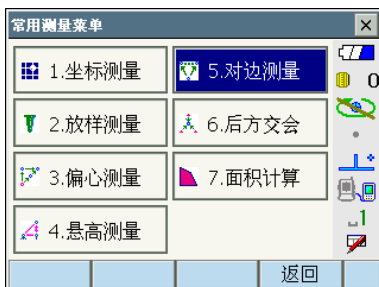 常用测量菜单
1.坐标测量
5.对边测量
2.放样测量
6.后方交会
3.偏心测量
7.面积计算
4.悬高测量
0
1
返回